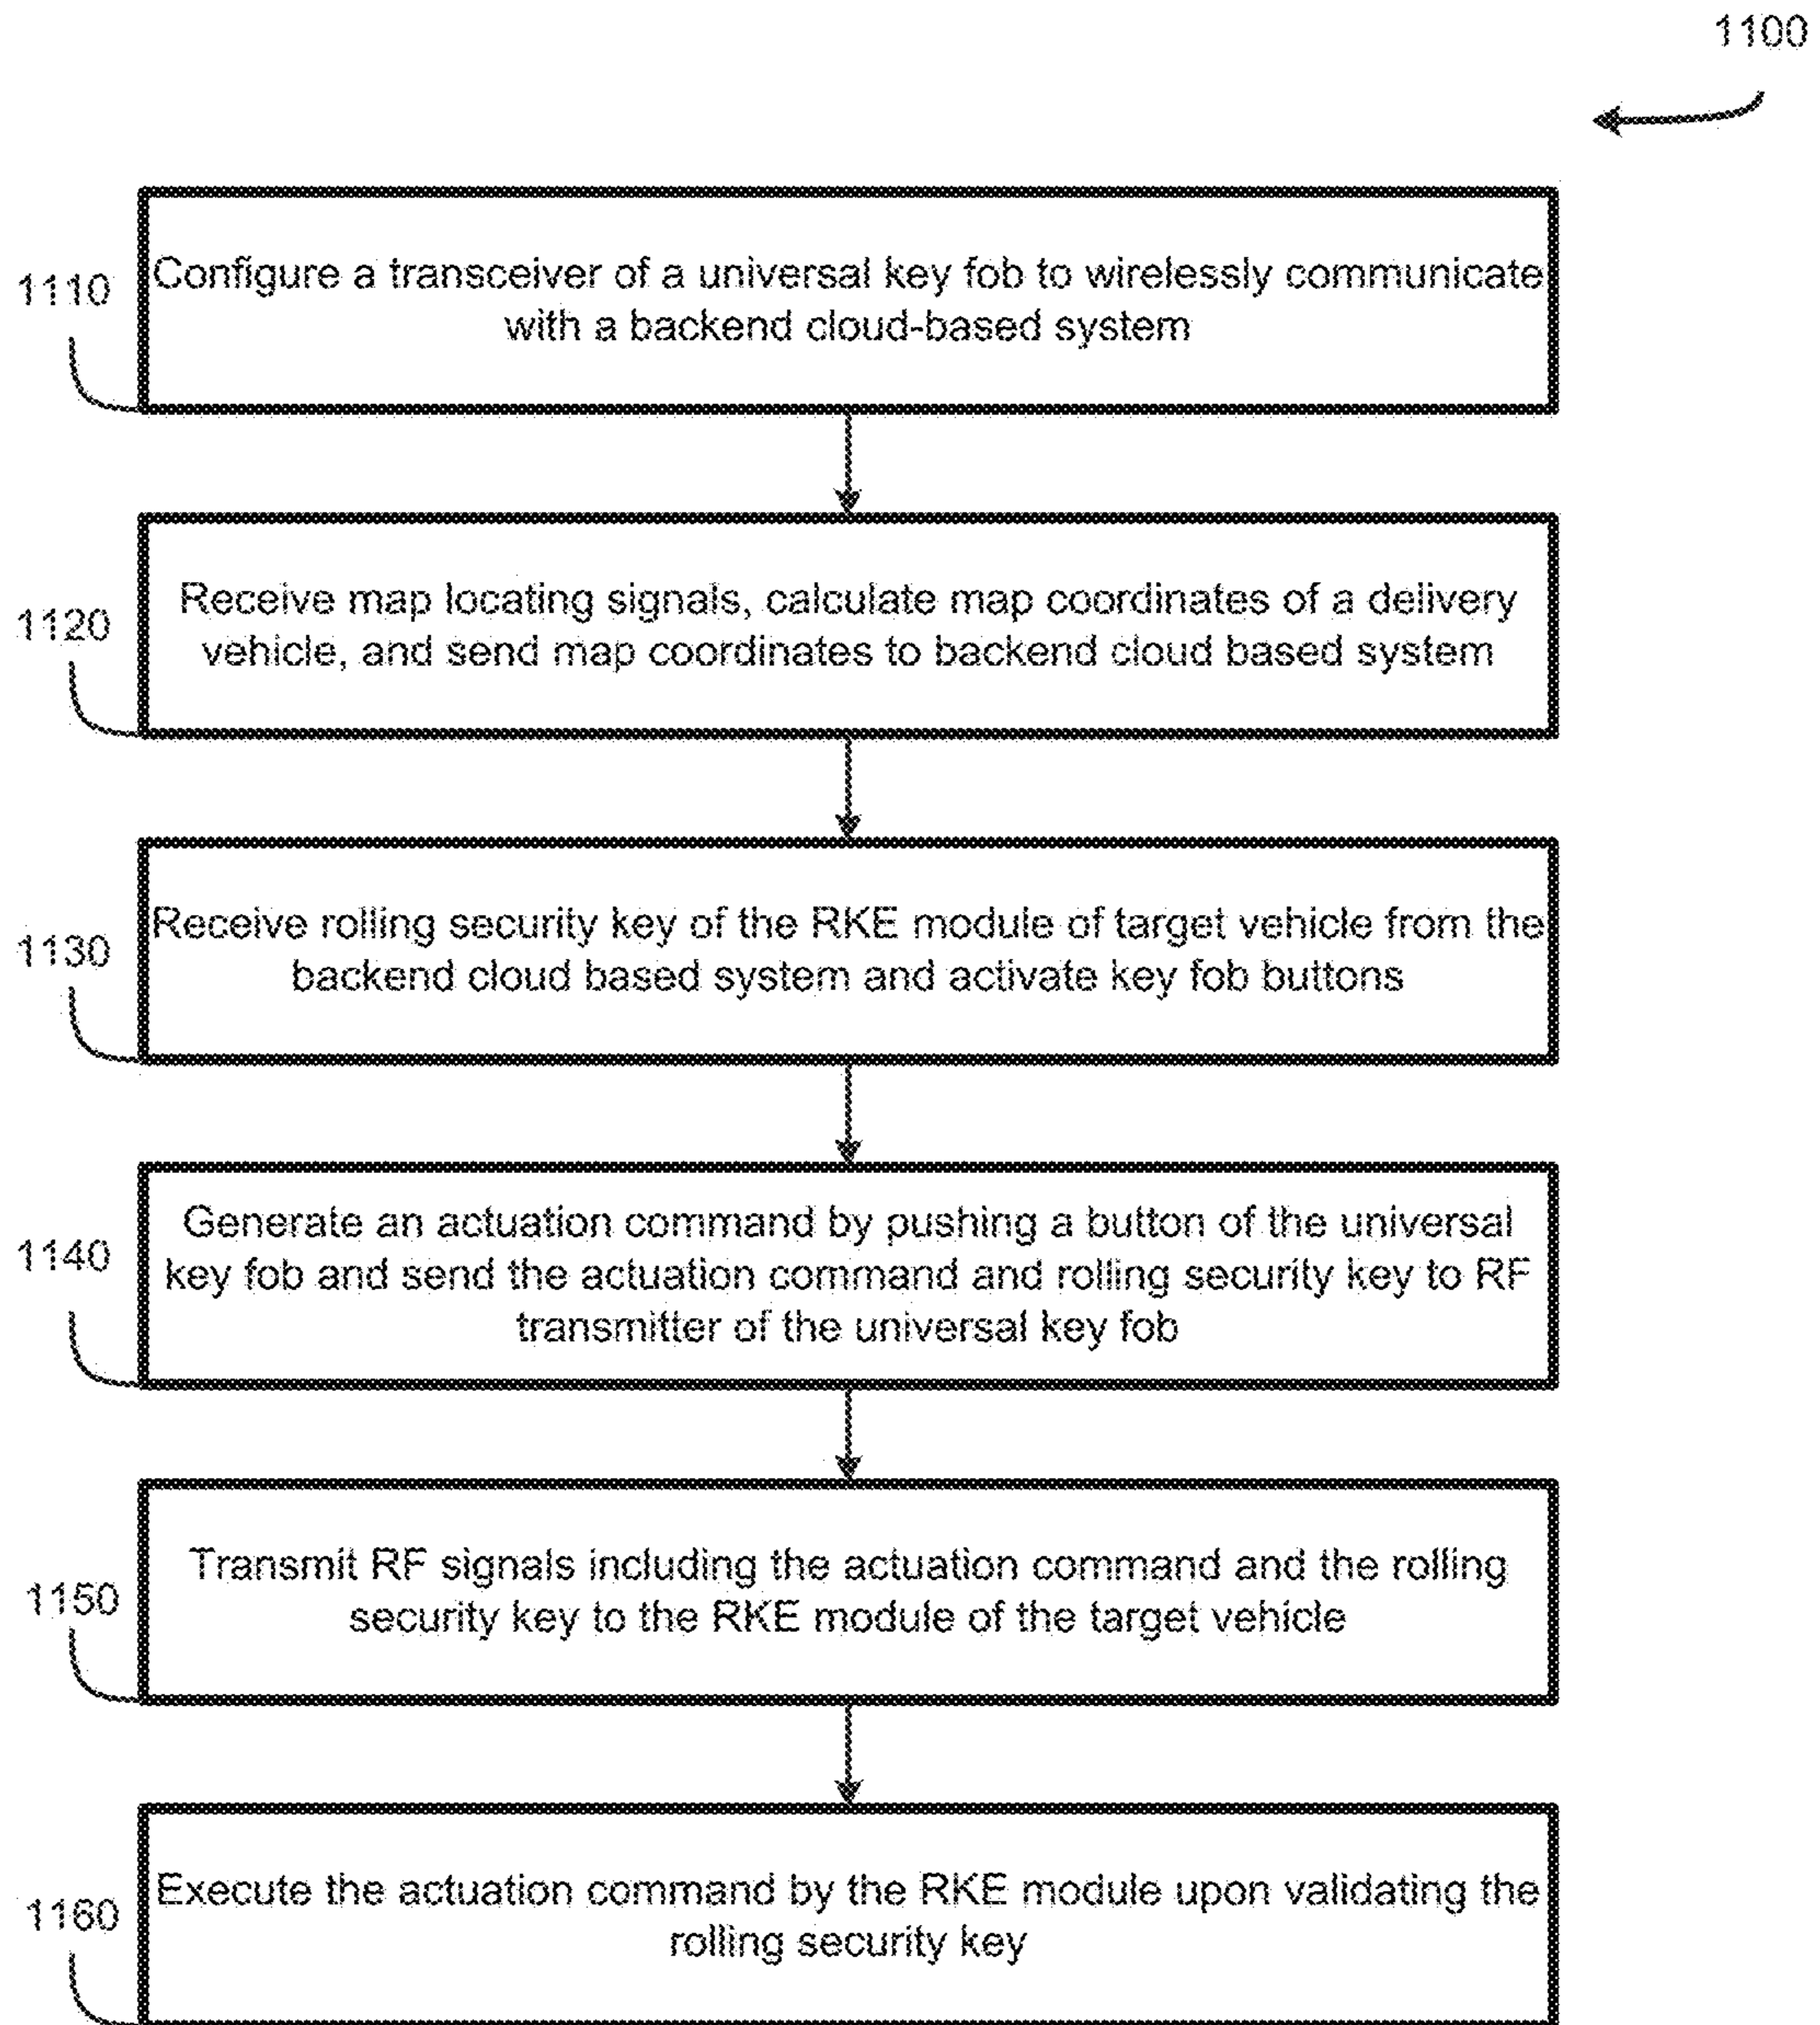 1100
1110
Configure a transceiver of a universal key fob to wirelessly communicate
with a backend cloud-based system
1120
Receive map locating signals, calculate map coordinates of a delivery
vehicle, and send map coordinates to backend cloud based system
1130
Receive rolling security key of the RKE module of target vehicle from the
backend cloud based system and activate key fob buttons
1140
Generate an actuation command by pushing a button of the universal
key fob and send the actuation command and rolling security key to RF
transmitter of the universal key fob
1150
Transmit RF signals including the actuation command and the rolling
security key to the RKE module of the target vehicle
1160
Execute the actuation command by the RKE module upon validating the
rolling security key